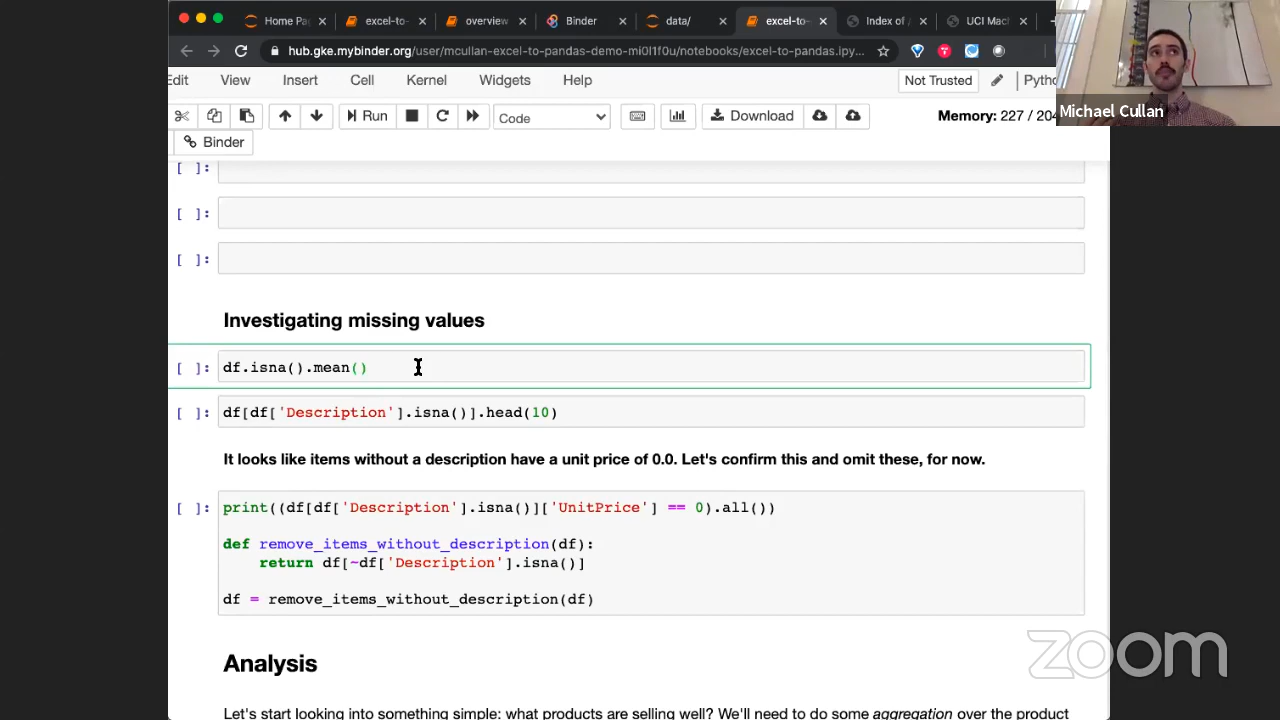 Home Pa
excel-to-
overview
Binder
data/
excel-to-
Index of
UCI Mac
hub.gke.mybinder.org/user/mcullan-excel-to-pandas-demo-mi0l1f0u/notebooks/excel-to-pandas.ipy...
Michael Cullan
Edit View Insert Cell Kernel Widgets Help
Not Trusted
Pytho
Run
Code
Download
Memory: 227 / 204
Binder
[ ]:
[ ]:
[ ]:
Investigating missing values
[ ]: df.isna().mean()
[ ]: df[df['Description'].isna()].head(10)
It looks like items without a description have a unit price of 0.0. Let's confirm this and omit these, for now.
[ ]: print((df[df['Description'].isna()]['UnitPrice'] == 0).all())
def remove_items_without_description(df):
return df[~df['Description'].isna()]
df = remove_items_without_description(df)
Analysis
Let's start looking into something simple: what products are selling well? We'll need to do some aggregation over the product
zoom